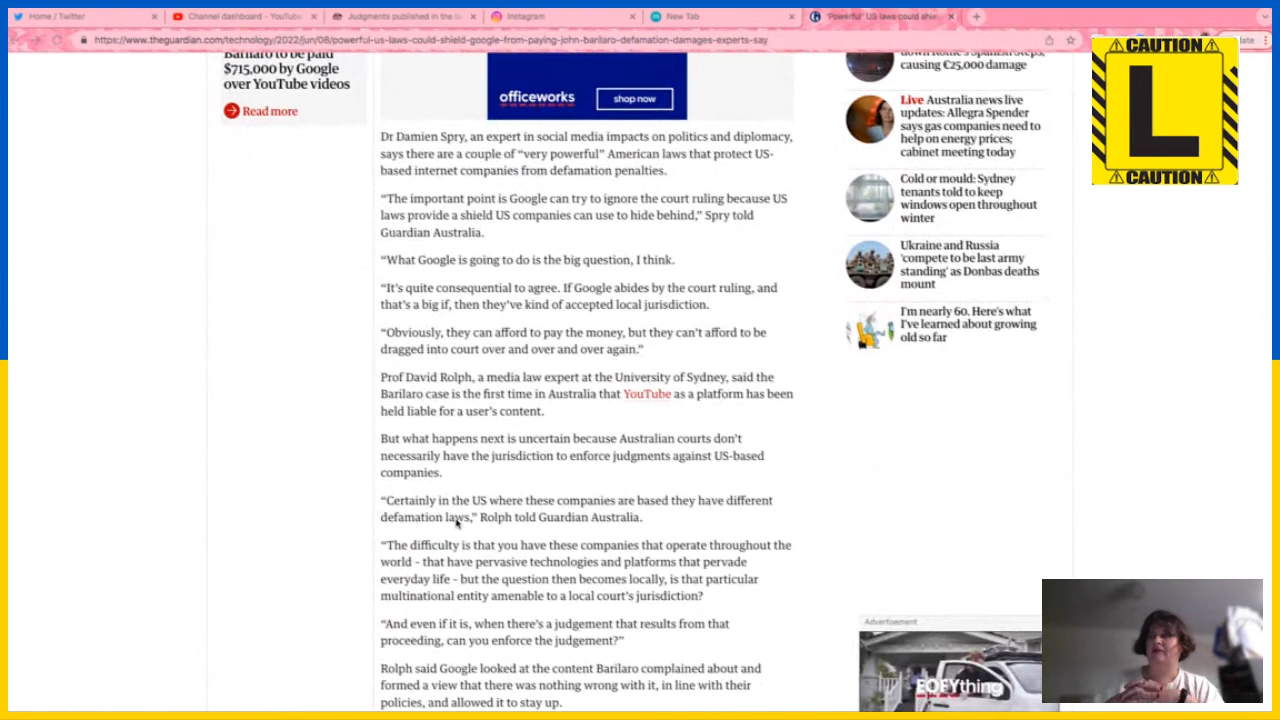 Home / Twitter
Channel dashboard - YouTube
Judgments published in the
Instagram
New Tab
'Powerful' US laws could shie
https://www.theguardian.com/technology/2022/jun/08/powerful-us-laws-could-shield-google-from-paying-john-barilaro-defamation-damages-experts-say
Barilaro to be paid
$715,000 by Google
over YouTube videos
Read more
officeworks
shop now
Dr Damien Spry, an expert in social media impacts on politics and diplomacy,
says there are a couple of “very powerful” American laws that protect US-
based internet companies from defamation penalties.
“The important point is Google can try to ignore the court ruling because US
laws provide a shield US companies can use to hide behind,” Spry told
Guardian Australia.
“What Google is going to do is the big question, I think.
“It's quite consequential to agree. If Google abides by the court ruling, and
that's a big if, then they've kind of accepted local jurisdiction.
“Obviously, they can afford to pay the money, but they can't afford to be
dragged into court over and over and over again.”
Prof David Rolph, a media law expert at the University of Sydney, said the
Barilaro case is the first time in Australia that YouTube as a platform has been
held liable for a user's content.
But what happens next is uncertain because Australian courts don't
necessarily have the jurisdiction to enforce judgments against US-based
companies.
“Certainly in the US where these companies are based they have different
defamation laws,” Rolph told Guardian Australia.
“The difficulty is that you have these companies that operate throughout the
world - that have pervasive technologies and platforms that pervade
everyday life - but the question then becomes locally, is that particular
multinational entity amenable to a local court's jurisdiction?
“And even if it is, when there's a judgement that results from that
proceeding, can you enforce the judgement?”
Rolph said Google looked at the content Barilaro complained about and
formed a view that there was nothing wrong with it, in line with their
policies, and allowed it to stay up.
down Rome's Spanish Steps,
causing €25,000 damage
Live Australia news live
updates: Allegra Spender
says gas companies need to
help on energy prices;
cabinet meeting today
Cold or mould: Sydney
tenants told to keep
windows open throughout
winter
Ukraine and Russia
'compete to be last army
standing' as Donbas deaths
mount
I'm nearly 60. Here's what
I've learned about growing
old so far
Advertisement
EOFYthing
CAUTION
L
CAUTION